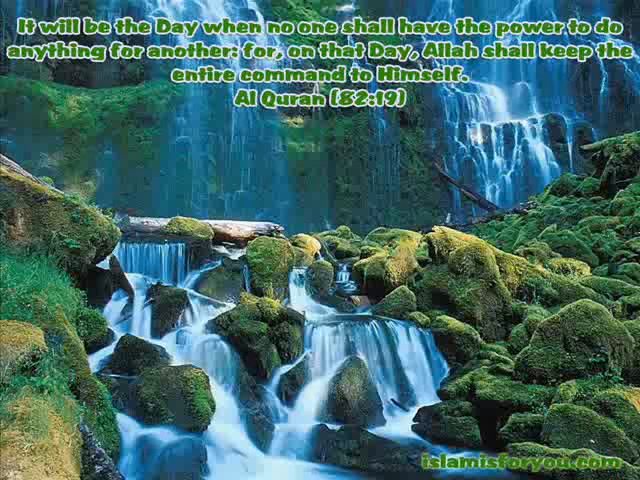 It will be the Day when no one shall have the power to do
anything for another: for, on that Day, Allah shall keep the
entire command to Himself.
Al Quran (82:19)
islamisforyou.com